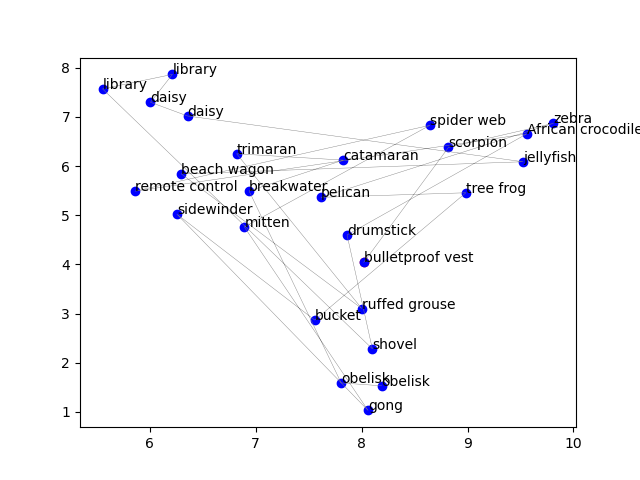 8
library
library
daisy
7
daisy
spider web
zebra
African crocodile
trimaran
scorpion
6
catamaran
jellyfish
beach wagon
remote control
breakwater
pelican
tree frog
5
sidewinder
mitten
drumstick
4
bulletproof vest
3
ruffed grouse
bucket
shovel
2
obelisk
obelisk
1
gong
6
7
8
9
10